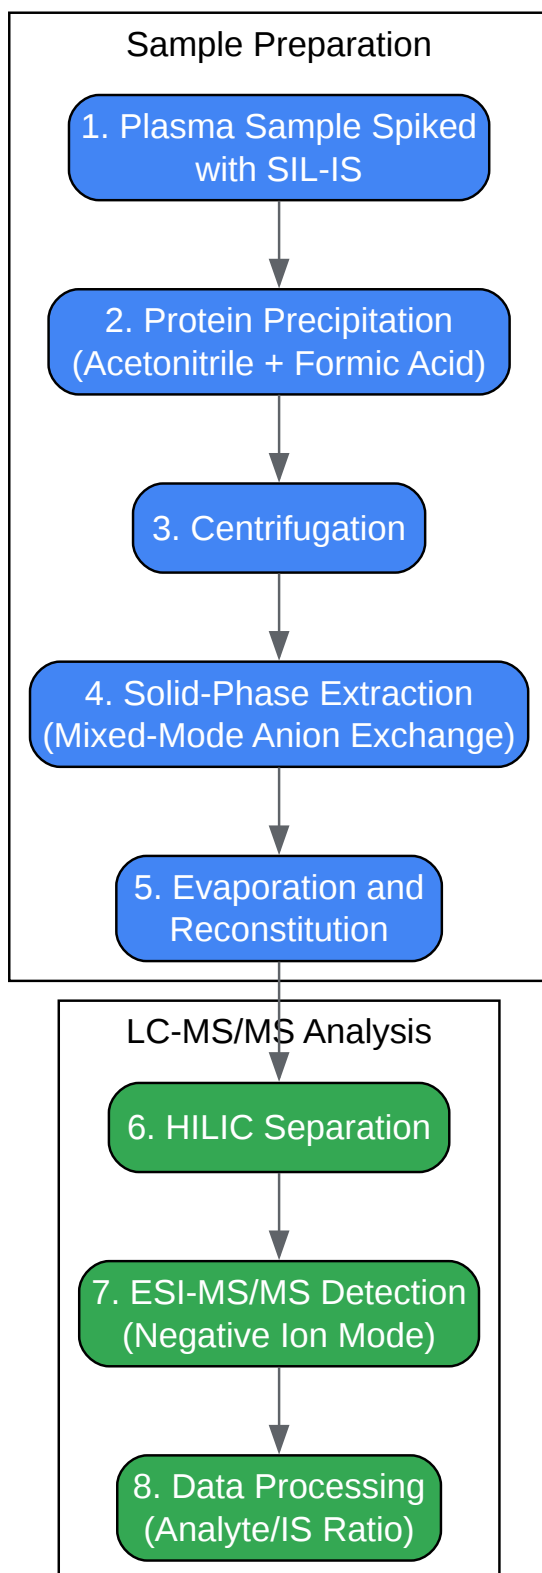 Sample Preparation
1. Plasma Sample Spiked
with SIL-IS
2. Protein Precipitation
(Acetonitrile + Formic Acid)
3. Centrifugation
4. Solid-Phase Extraction
(Mixed-Mode Anion Exchange)
5. Evaporation and
Reconstitution
LC-MS/MS Analysis
6. HILIC Separation
7. ESI-MS/MS Detection
(Negative Ion Mode)
8. Data Processing
(Analyte/IS Ratio)